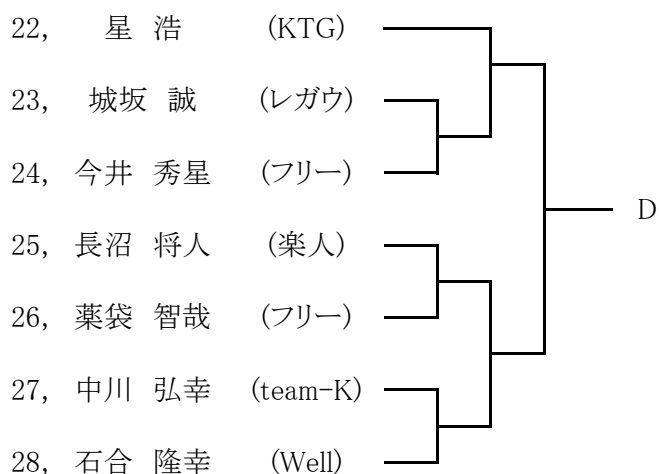 22, 星 浩 (KTG)
23, 城坂 誠 (レガウ)
24, 今井 秀星 (フリー)
D
25, 長沼 将人 (楽人)
26, 薬袋 智哉 (フリー)
27, 中川 弘幸 (team-K)
28, 石合 隆幸 (Well)